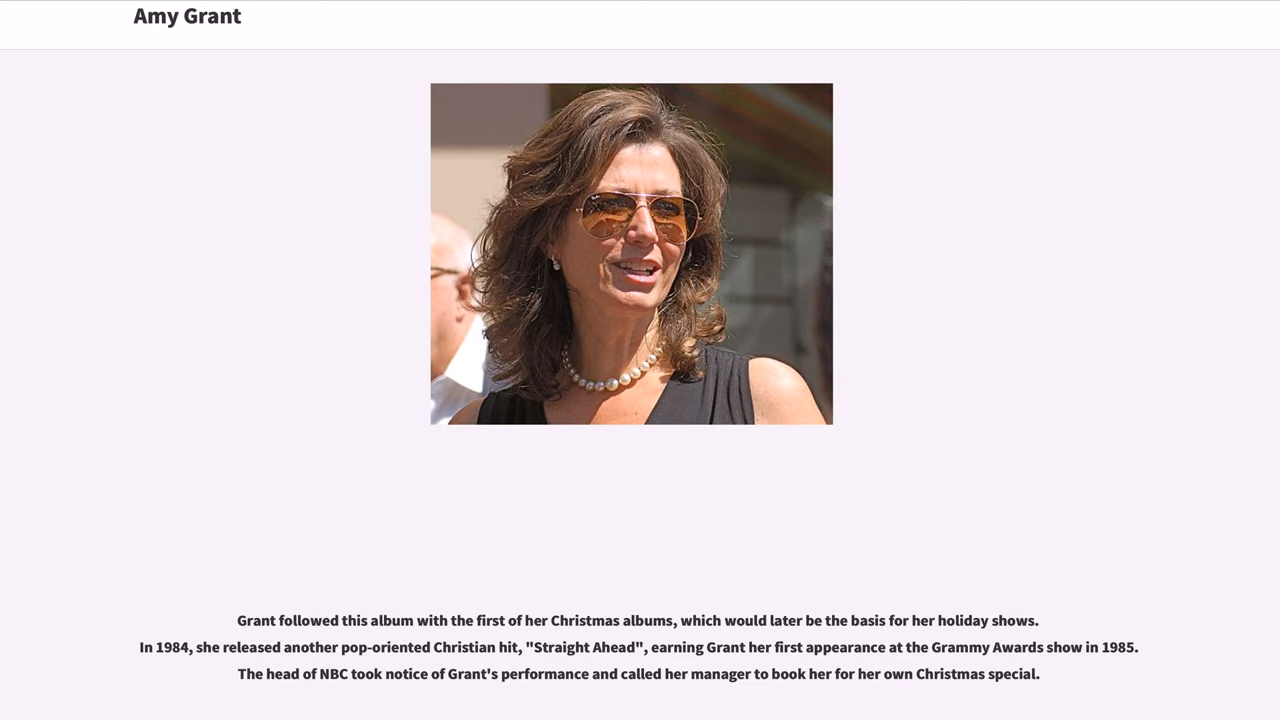 Amy Grant
Grant followed this album with the first of her Christmas albums, which would later be the basis for her holiday shows.
In 1984, she released another pop-oriented Christian hit, "Straight Ahead", earning Grant her first appearance at the Grammy Awards show in 1985.
The head of NBC took notice of Grant's performance and called her manager to book her for her own Christmas special.